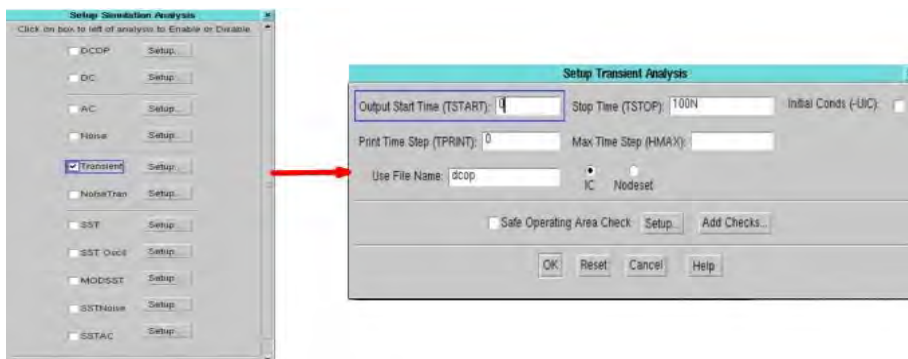 Setup Simulation Analysis
Click on box to left of analysis to Enable or Disable.
DCOP Setup...
DC Setup...
AC Setup...
Noise Setup...
Transient Setup...
NoiseTran Setup...
SST Setup...
SST Oscil Setup...
MODSST Setup...
SSTNoise Setup...
SSTAC Setup...
Setup Transient Analysis
Output Start Time (TSTART): 0 Stop Time (TSTOP): 100N Initial Conds (-UIC):
Print Time Step (TPRINT): 0 Max Time Step (HMAX):
Use File Name: dcop IC Nodeset
Safe Operating Area Check Setup... Add Checks...
OK Reset Cancel Help